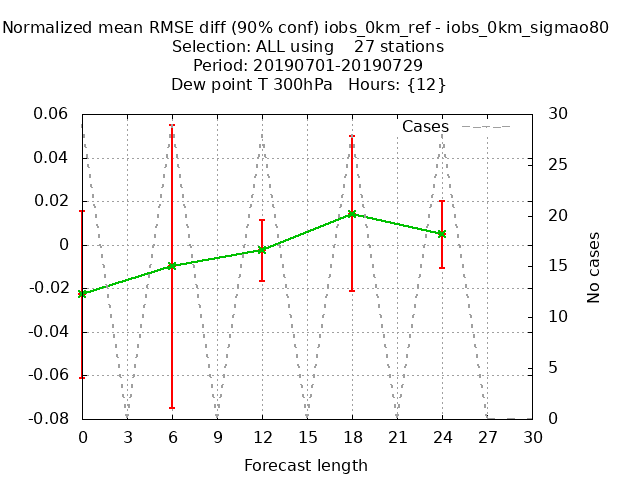 Normalized mean RMSE diff (90% conf) iobs_0km_ref - iobs_0km_sigmao80
Selection: ALL using    27 stations
Period: 20190701-20190729
Dew point T 300hPa   Hours: {12}
Cases
0.06
0.04
0.02
0
-0.02
-0.04
-0.06
-0.08
30
25
20
15
10
5
0
No cases
0 3 6 9 12 15 18 21 24 27 30
Forecast length